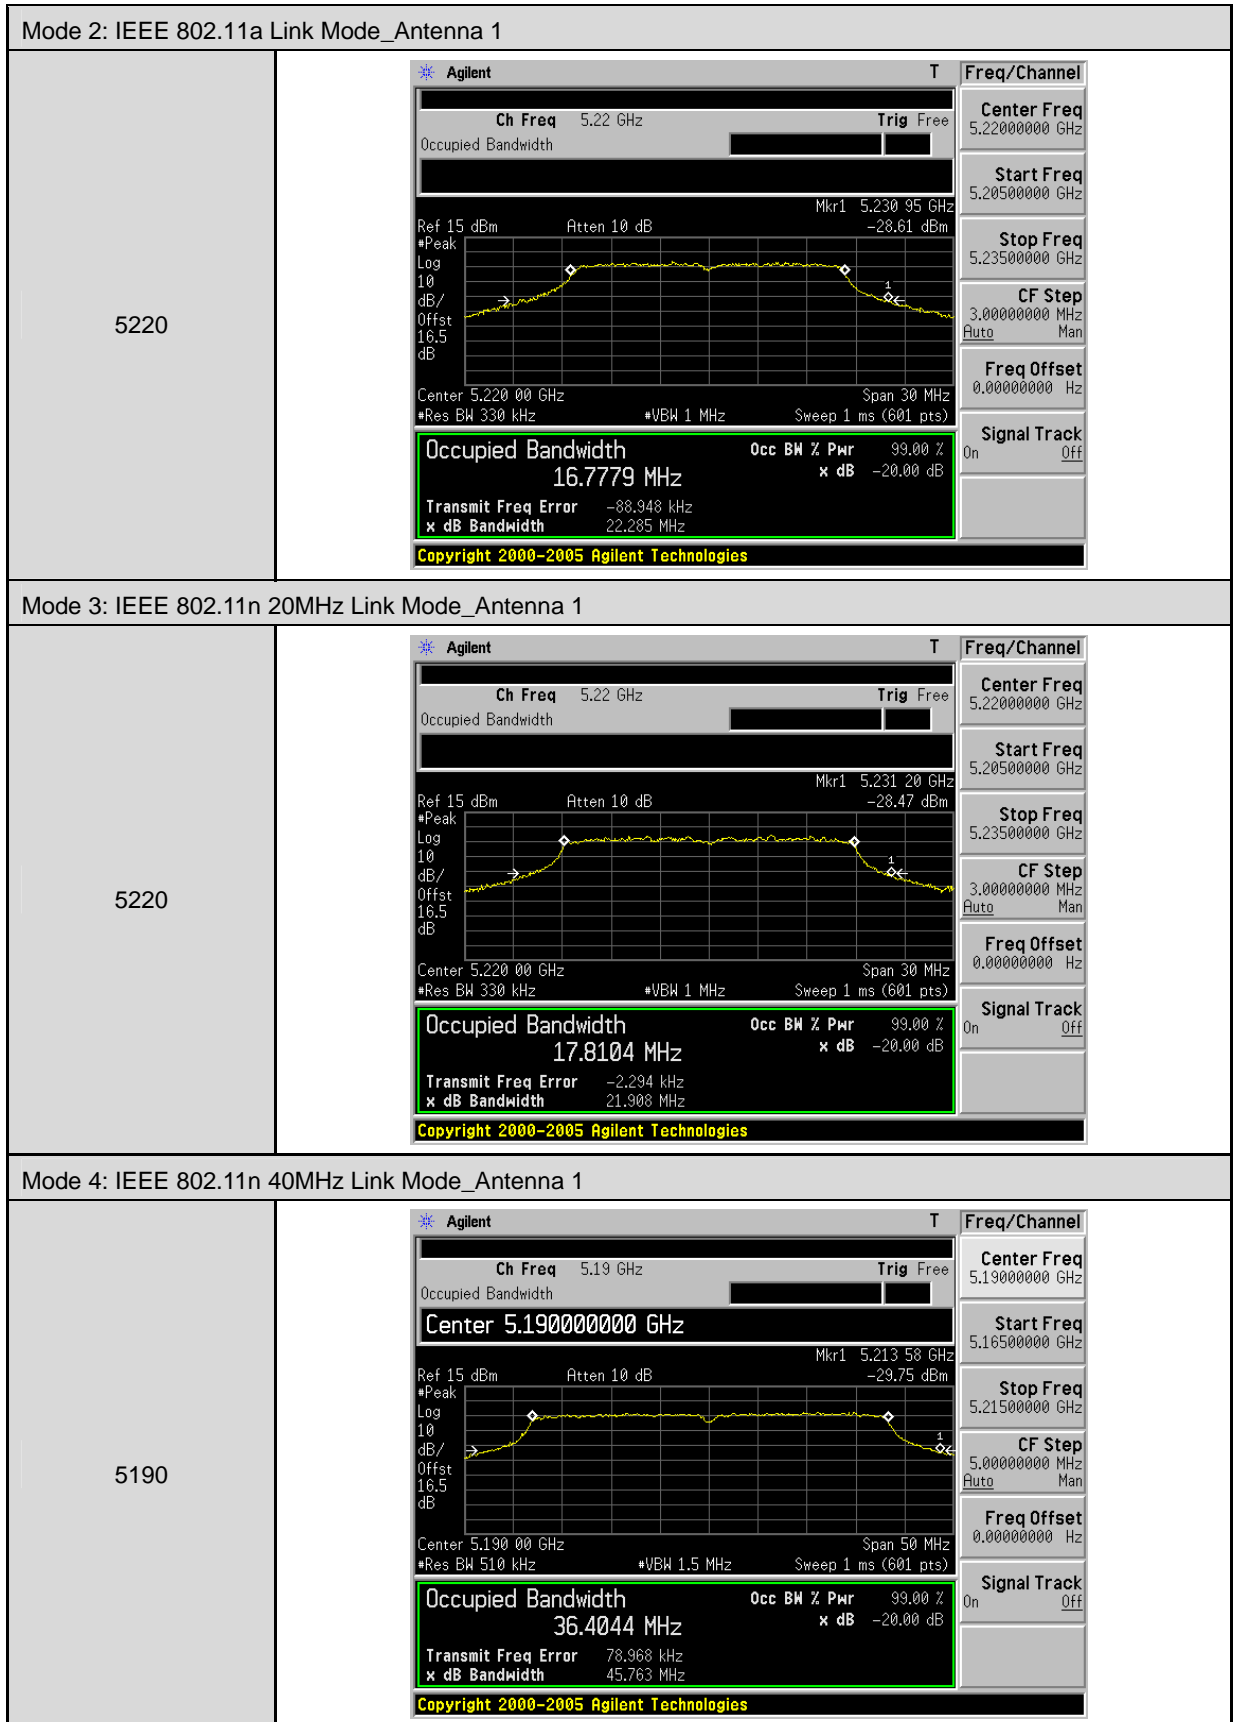 Mode 2: IEEE 802.11a Link Mode_Antenna 1
5220
Agilent T Freq/Channel
Ch Freq 5.22 GHz Trig Free
Occupied Bandwidth
Center Freq
5.22000000 GHz
Start Freq
5.20500000 GHz
Stop Freq
5.23500000 GHz
CF Step
3.00000000 MHz
Auto Man
Freq Offset
0.00000000 Hz
Signal Track
On Off
Mkr1 5.230 95 GHz
Ref 15 dBm Atten 10 dB -28.61 dBm
#Peak
Log
10
dB/
Offst
16.5
dB
1
Center 5.220 00 GHz Span 30 MHz
#Res BW 330 kHz #VBW 1 MHz Sweep 1 ms (601 pts)
Occupied Bandwidth Occ BW % Pwr 99.00 %
16.7779 MHz x dB -20.00 dB
Transmit Freq Error -88.948 kHz
x dB Bandwidth 22.285 MHz
Copyright 2000-2005 Agilent Technologies
Mode 3: IEEE 802.11n 20MHz Link Mode_Antenna 1
5220
Agilent T Freq/Channel
Ch Freq 5.22 GHz Trig Free
Occupied Bandwidth
Center Freq
5.22000000 GHz
Start Freq
5.20500000 GHz
Stop Freq
5.23500000 GHz
CF Step
3.00000000 MHz
Auto Man
Freq Offset
0.00000000 Hz
Signal Track
On Off
Mkr1 5.231 20 GHz
Ref 15 dBm Atten 10 dB -28.47 dBm
#Peak
Log
10
dB/
Offst
16.5
dB
1
Center 5.220 00 GHz Span 30 MHz
#Res BW 330 kHz #VBW 1 MHz Sweep 1 ms (601 pts)
Occupied Bandwidth Occ BW % Pwr 99.00 %
17.8104 MHz x dB -20.00 dB
Transmit Freq Error -2.294 kHz
x dB Bandwidth 21.908 MHz
Copyright 2000-2005 Agilent Technologies
Mode 4: IEEE 802.11n 40MHz Link Mode_Antenna 1
5190
Agilent T Freq/Channel
Ch Freq 5.19 GHz Trig Free
Occupied Bandwidth
Center 5.190000000 GHz
Center Freq
5.19000000 GHz
Start Freq
5.16500000 GHz
Stop Freq
5.21500000 GHz
CF Step
5.00000000 MHz
Auto Man
Freq Offset
0.00000000 Hz
Signal Track
On Off
Mkr1 5.213 58 GHz
Ref 15 dBm Atten 10 dB -29.75 dBm
#Peak
Log
10
dB/
Offst
16.5
dB
1
Center 5.190 00 GHz Span 50 MHz
#Res BW 510 kHz #VBW 1.5 MHz Sweep 1 ms (601 pts)
Occupied Bandwidth Occ BW % Pwr 99.00 %
36.4044 MHz x dB -20.00 dB
Transmit Freq Error 78.968 kHz
x dB Bandwidth 45.763 MHz
Copyright 2000-2005 Agilent Technologies